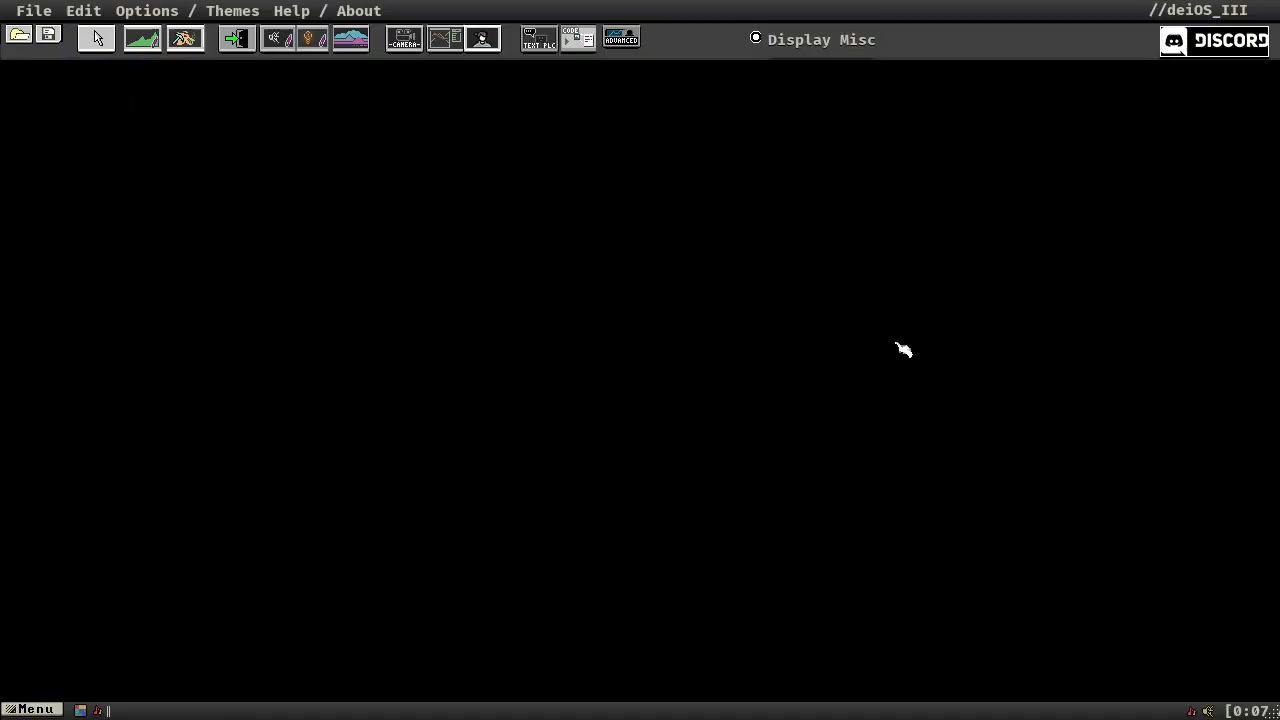 File Edit Options / Themes Help / About //deiOS_III
-CAMERA- TEXT PLC CODE ADVANCED Display Misc DISCORD
Menu [0:07